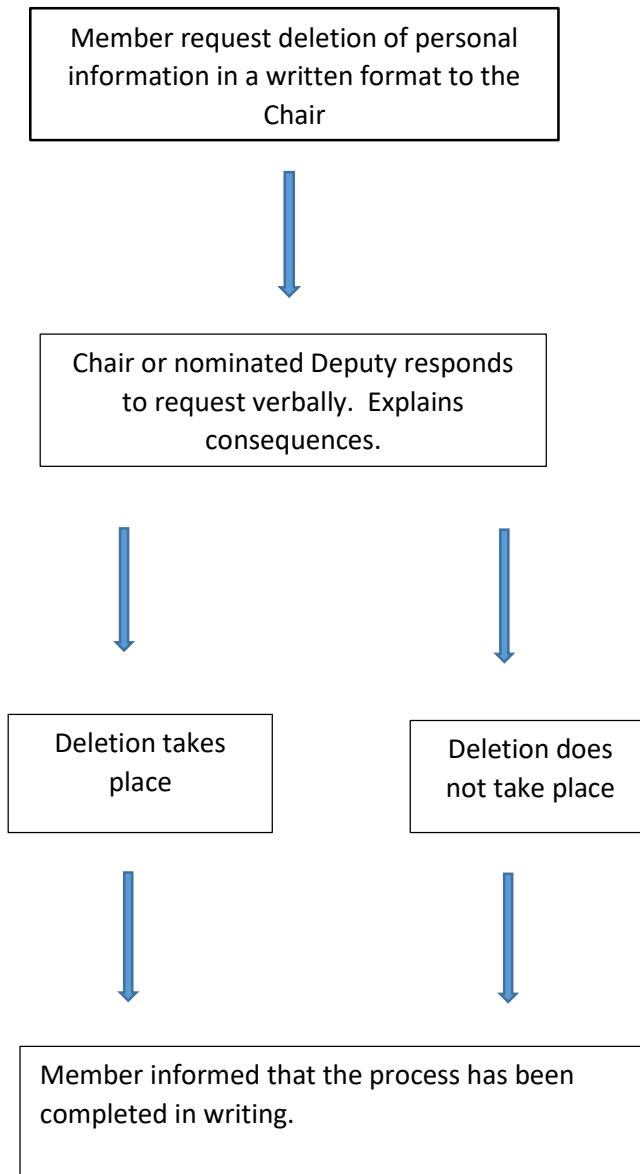 Member request deletion of personal
information in a written format to the
Chair
Chair or nominated Deputy responds
to request verbally.  Explains
consequences.
Deletion takes
place
Deletion does
not take place
Member informed that the process has been
completed in writing.